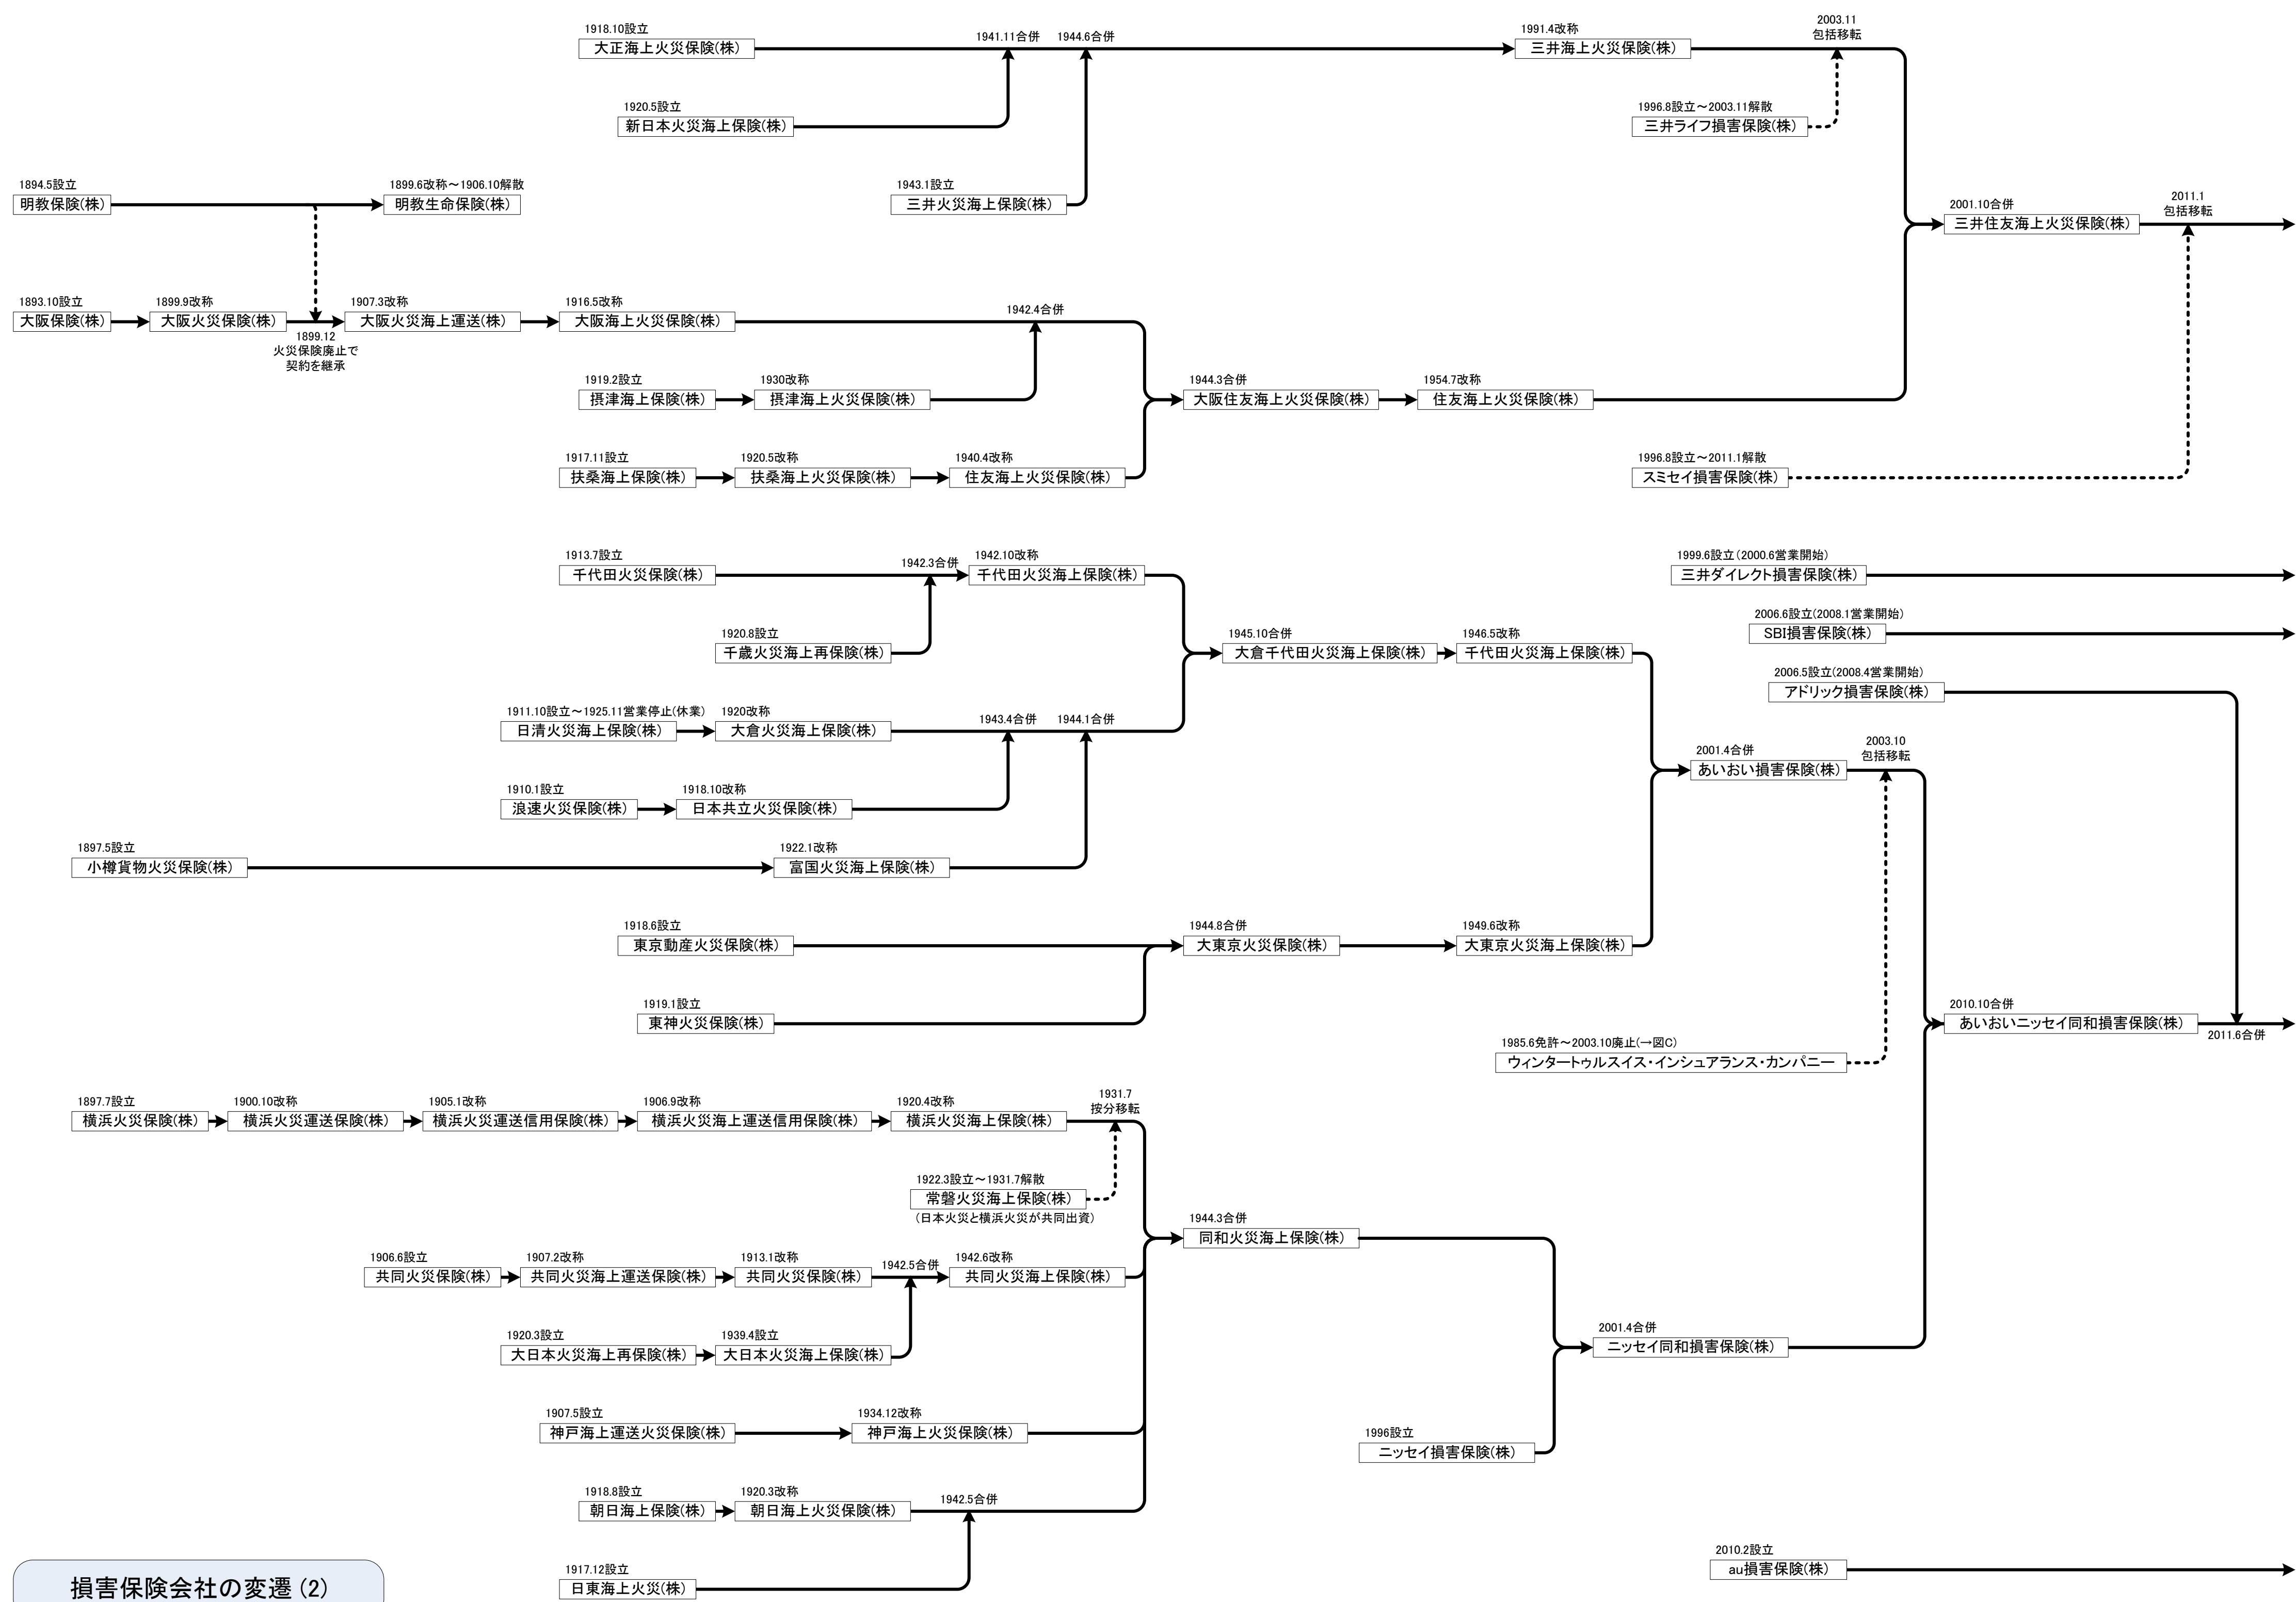 1918.10設立
大正海上火災保険(株)
1941.11合併
1944.6合併
1991.4改称
三井海上火災保険(株)
2003.11
包括移転
1920.5設立
新日本火災海上保険(株)
1996.8設立～2003.11解散
三井ライフ損害保険(株)
1894.5設立
明教保険(株)
1899.6改称～1906.10解散
明教生命保険(株)
1943.1設立
三井火災海上保険(株)
2001.10合併
三井住友海上火災保険(株)
2011.1
包括移転
1893.10設立
大阪保険(株)
1899.9改称
大阪火災保険(株)
1899.12
火災保険廃止で
契約を継承
1907.3改称
大阪火災海上運送(株)
1916.5改称
大阪海上火災保険(株)
1942.4合併
1919.2設立
摂津海上保険(株)
1930改称
摂津海上火災保険(株)
1944.3合併
大阪住友海上火災保険(株)
1954.7改称
住友海上火災保険(株)
1917.11設立
扶桑海上保険(株)
1920.5改称
扶桑海上火災保険(株)
1940.4改称
住友海上火災保険(株)
1996.8設立～2011.1解散
スミセイ損害保険(株)
1913.7設立
千代田火災保険(株)
1942.3合併
1942.10改称
千代田火災海上保険(株)
1999.6設立(2000.6営業開始)
三井ダイレクト損害保険(株)
1920.8設立
千歳火災海上再保険(株)
1945.10合併
大倉千代田火災海上保険(株)
1946.5改称
千代田火災海上保険(株)
2006.6設立(2008.1営業開始)
SBI損害保険(株)
2006.5設立(2008.4営業開始)
アドリック損害保険(株)
1911.10設立～1925.11営業停止(休業)
日清火災海上保険(株)
1920改称
大倉火災海上保険(株)
1943.4合併
1944.1合併
2001.4合併
あいおい損害保険(株)
2003.10
包括移転
1910.1設立
浪速火災保険(株)
1918.10改称
日本共立火災保険(株)
1897.5設立
小樽貨物火災保険(株)
1922.1改称
富国火災海上保険(株)
1918.6設立
東京動産火災保険(株)
1944.8合併
大東京火災保険(株)
1949.6改称
大東京火災海上保険(株)
1919.1設立
東神火災保険(株)
2010.10合併
あいおいニッセイ同和損害保険(株)
2011.6合併
1985.6免許～2003.10廃止(→図C)
ウィンタートゥルスイス・インシュアランス・カンパニー
1897.7設立
横浜火災保険(株)
1900.10改称
横浜火災運送保険(株)
1905.1改称
横浜火災運送信用保険(株)
1906.9改称
横浜火災海上運送信用保険(株)
1920.4改称
横浜火災海上保険(株)
1931.7
按分移転
1922.3設立～1931.7解散
常磐火災海上保険(株)
(日本火災と横浜火災が共同出資)
1944.3合併
同和火災海上保険(株)
1906.6設立
共同火災保険(株)
1907.2改称
共同火災海上運送保険(株)
1913.1改称
共同火災保険(株)
1942.5合併
1942.6改称
共同火災海上保険(株)
1920.3設立
大日本火災海上再保険(株)
1939.4設立
大日本火災海上保険(株)
2001.4合併
ニッセイ同和損害保険(株)
1907.5設立
神戸海上運送火災保険(株)
1934.12改称
神戸海上火災保険(株)
1996設立
ニッセイ損害保険(株)
1918.8設立
朝日海上保険(株)
1920.3改称
朝日海上火災保険(株)
1942.5合併
1917.12設立
日東海上火災(株)
2010.2設立
au損害保険(株)
損害保険会社の変遷(2)